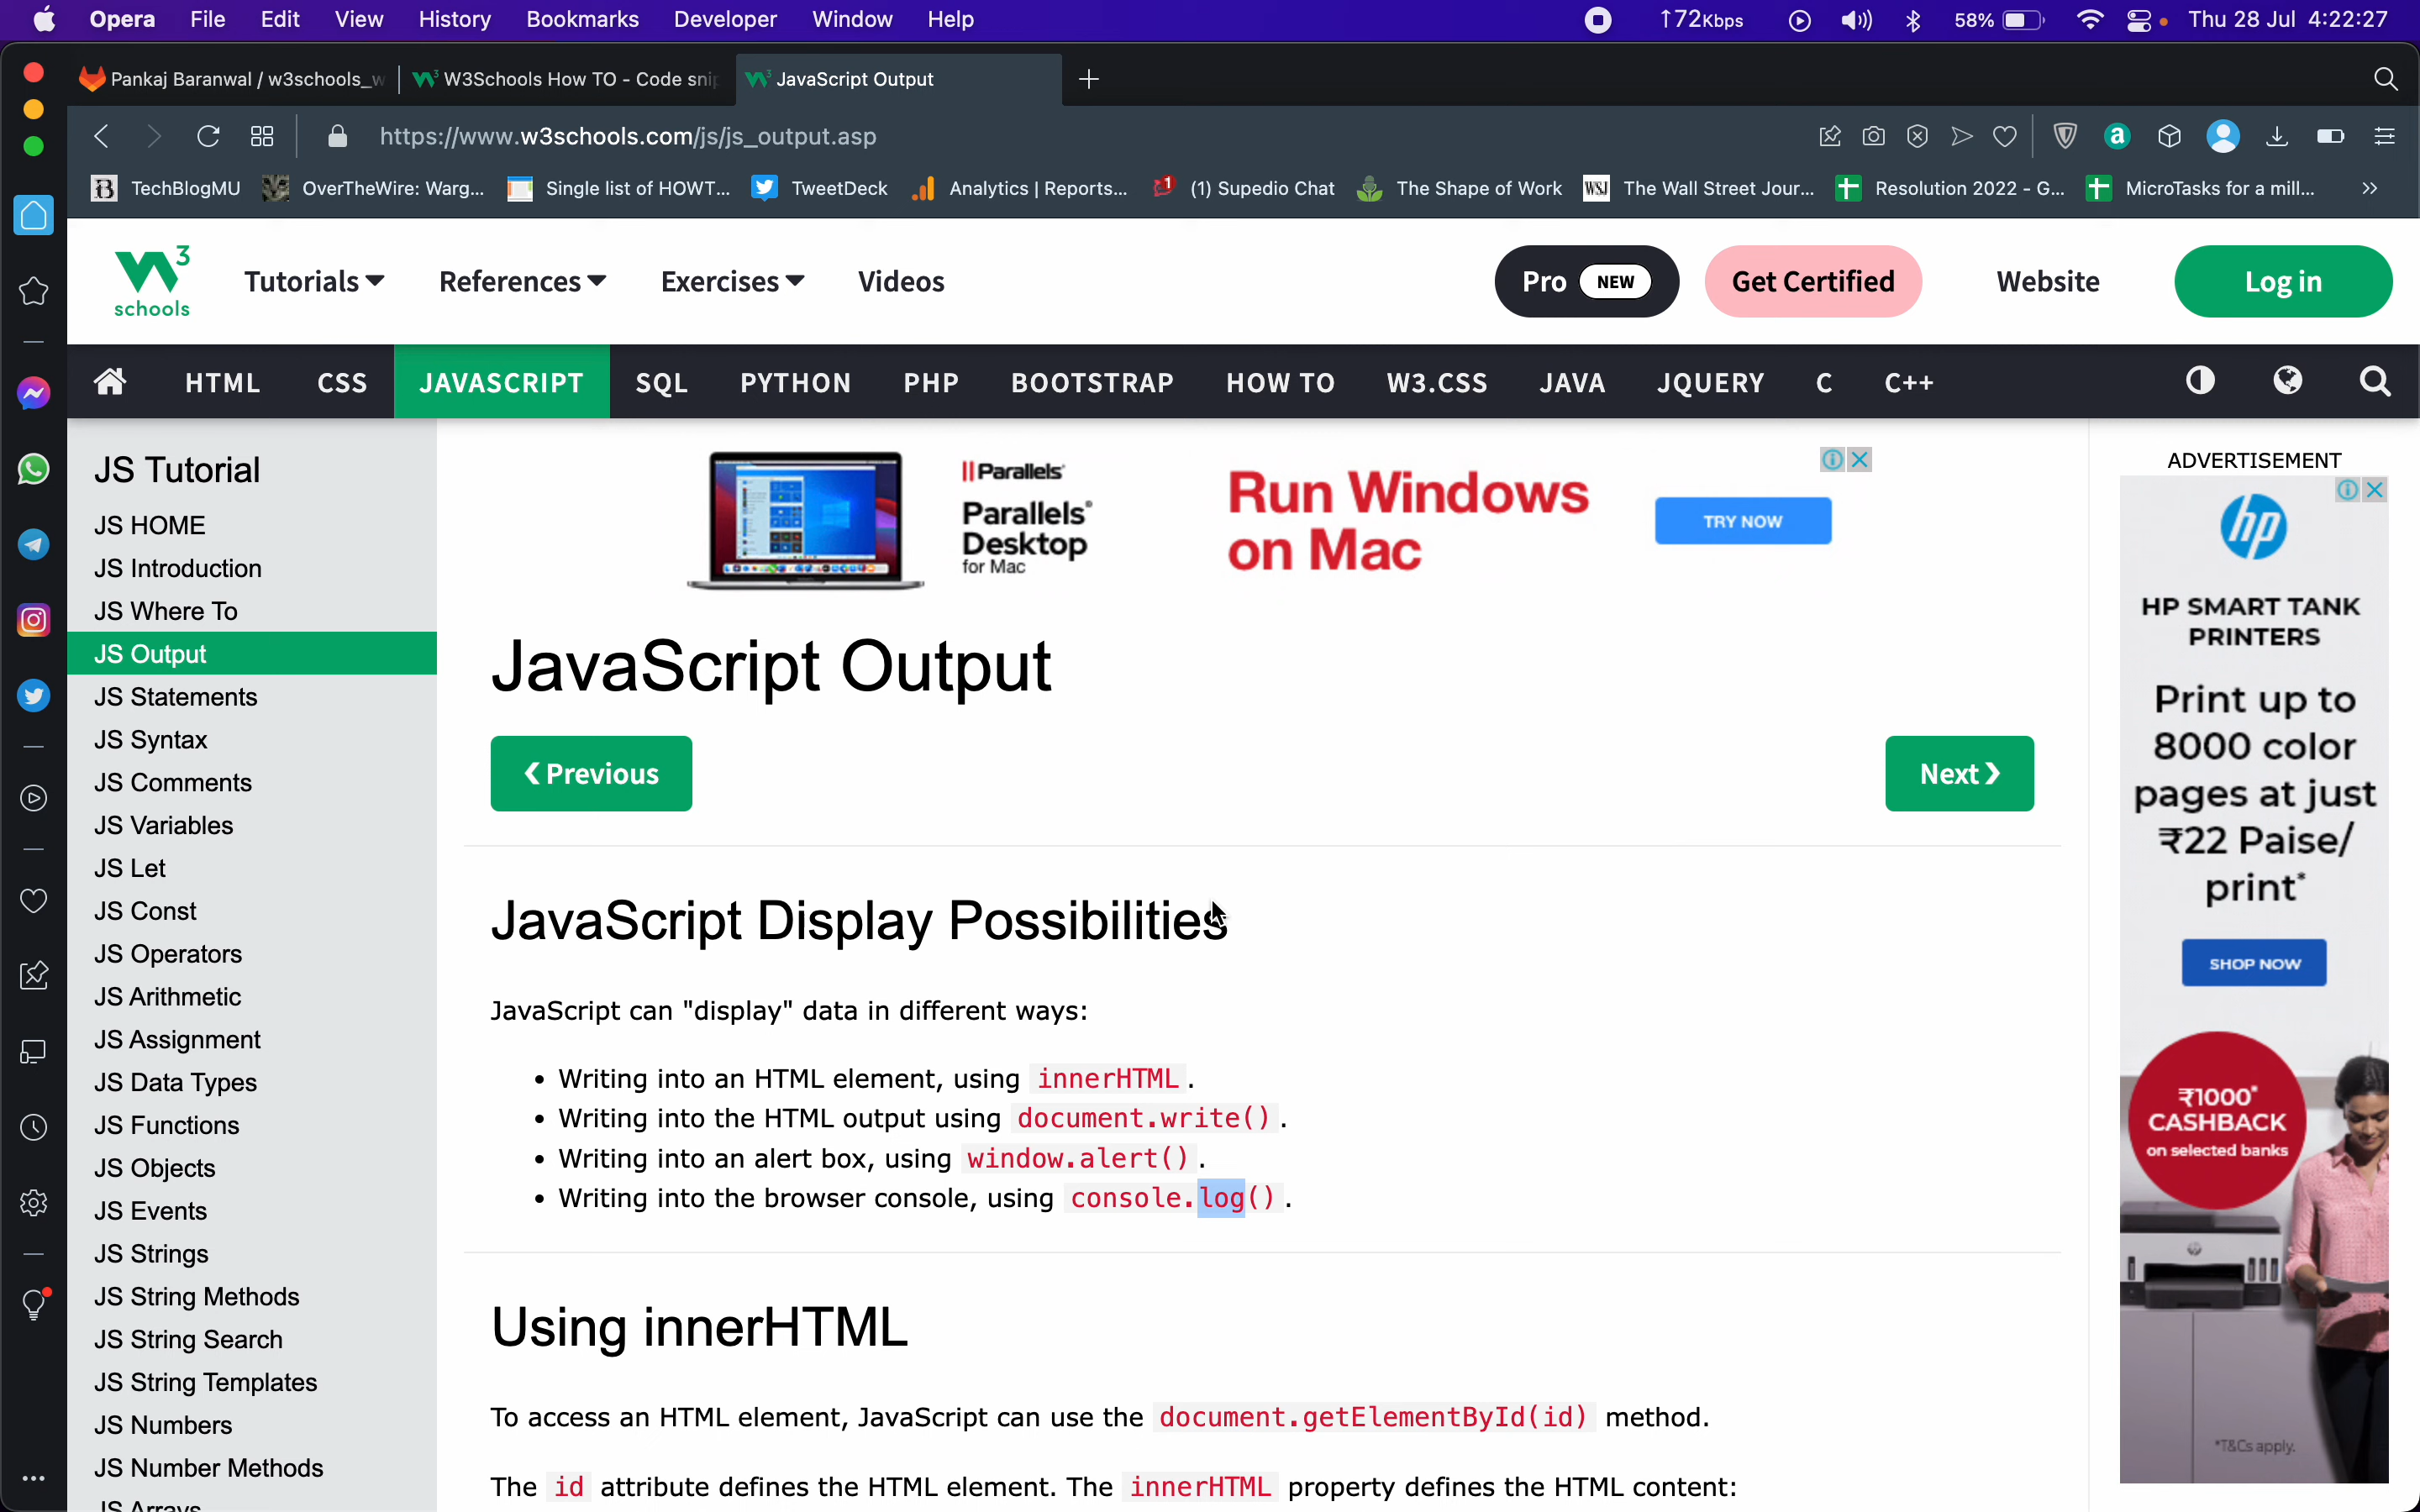 Opera File Edit View History Bookmarks Developer Window Help ↑72Kbps 58% Thu 28 Jul 4:22:27
Pankaj Baranwal / w3schools_w W3Schools How TO - Code snip JavaScript Output
https://www.w3schools.com/js/js_output.asp
TechBlogMU OverTheWire: Warg... Single list of HOWT... TweetDeck Analytics | Reports... (1) Supedio Chat The Shape of Work WSJ The Wall Street Jour... Resolution 2022 - G... MicroTasks for a mill...
W3 schools Tutorials References Exercises Videos Pro NEW Get Certified Website Log in
HTML CSS JAVASCRIPT SQL PYTHON PHP BOOTSTRAP HOW TO W3.CSS JAVA JQUERY C C++
JS Tutorial
JS HOME
JS Introduction
JS Where To
JS Output
JS Statements
JS Syntax
JS Comments
JS Variables
JS Let
JS Const
JS Operators
JS Arithmetic
JS Assignment
JS Data Types
JS Functions
JS Objects
JS Events
JS Strings
JS String Methods
JS String Search
JS String Templates
JS Numbers
JS Number Methods
JS Arrays
Parallels
Parallels®
Desktop
for Mac
Run Windows
on Mac
TRY NOW
JavaScript Output
❮ Previous
Next ❯
JavaScript Display Possibilities
JavaScript can "display" data in different ways:
• Writing into an HTML element, using innerHTML.
• Writing into the HTML output using document.write().
• Writing into an alert box, using window.alert().
• Writing into the browser console, using console.log().
Using innerHTML
To access an HTML element, JavaScript can use the document.getElementById(id) method.
The id attribute defines the HTML element. The innerHTML property defines the HTML content:
ADVERTISEMENT
hp
HP SMART TANK
PRINTERS
Print up to
8000 color
pages at just
₹22 Paise/
print*
SHOP NOW
₹1000*
CASHBACK
on selected banks
*T&Cs apply.